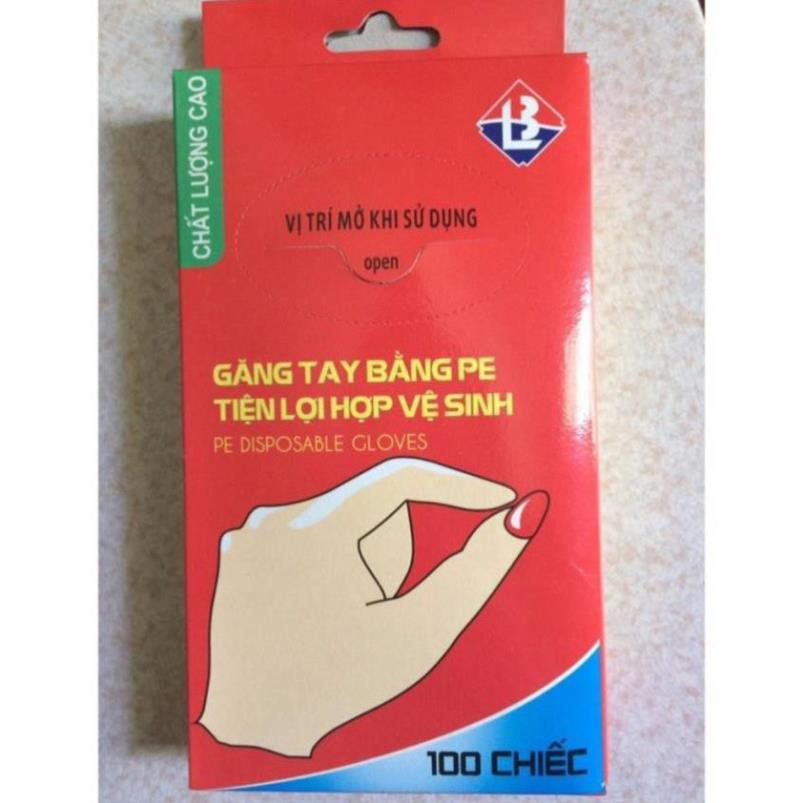 CHẤT LƯỢNG CAO
LB
VỊ TRÍ MỞ KHI SỬ DỤNG
open
GĂNG TAY BẰNG PE
TIỆN LỢI HỢP VỆ SINH
PE DISPOSABLE GLOVES
100 CHIẾC